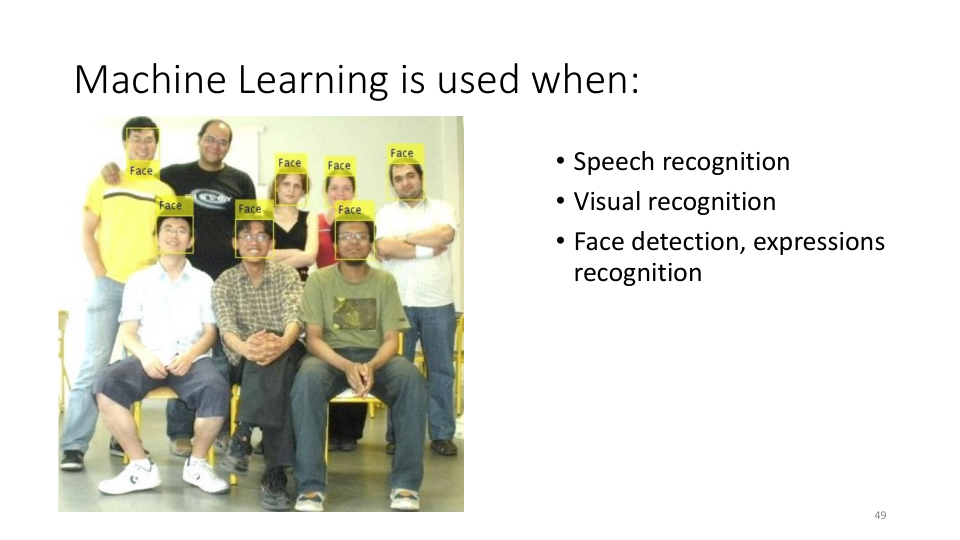 Machine Learning is used when:
Face
Face
Face
Face
Face
Face
Face
• Speech recognition
• Visual recognition
• Face detection, expressions
recognition
49